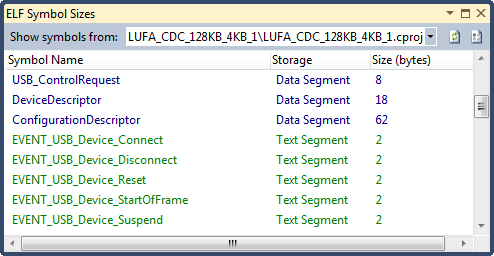 ELF Symbol Sizes
Show symbols from: LUFA_CDC_128KB_4KB_1\LUFA_CDC_128KB_4KB_1.cproj
Symbol Name Storage Size (bytes)
USB_ControlRequest Data Segment 8
DeviceDescriptor Data Segment 18
ConfigurationDescriptor Data Segment 62
EVENT_USB_Device_Connect Text Segment 2
EVENT_USB_Device_Disconnect Text Segment 2
EVENT_USB_Device_Reset Text Segment 2
EVENT_USB_Device_StartOfFrame Text Segment 2
EVENT_USB_Device_Suspend Text Segment 2